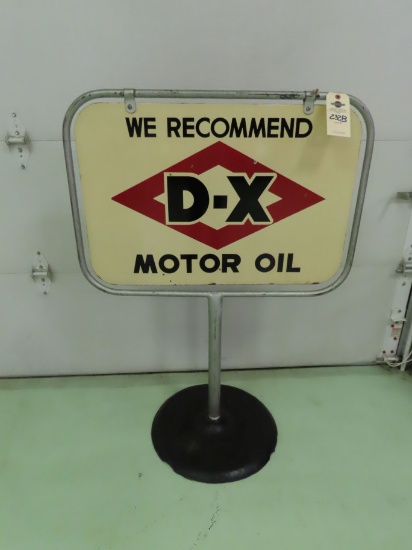 WE RECOMMEND
D-X
MOTOR OIL